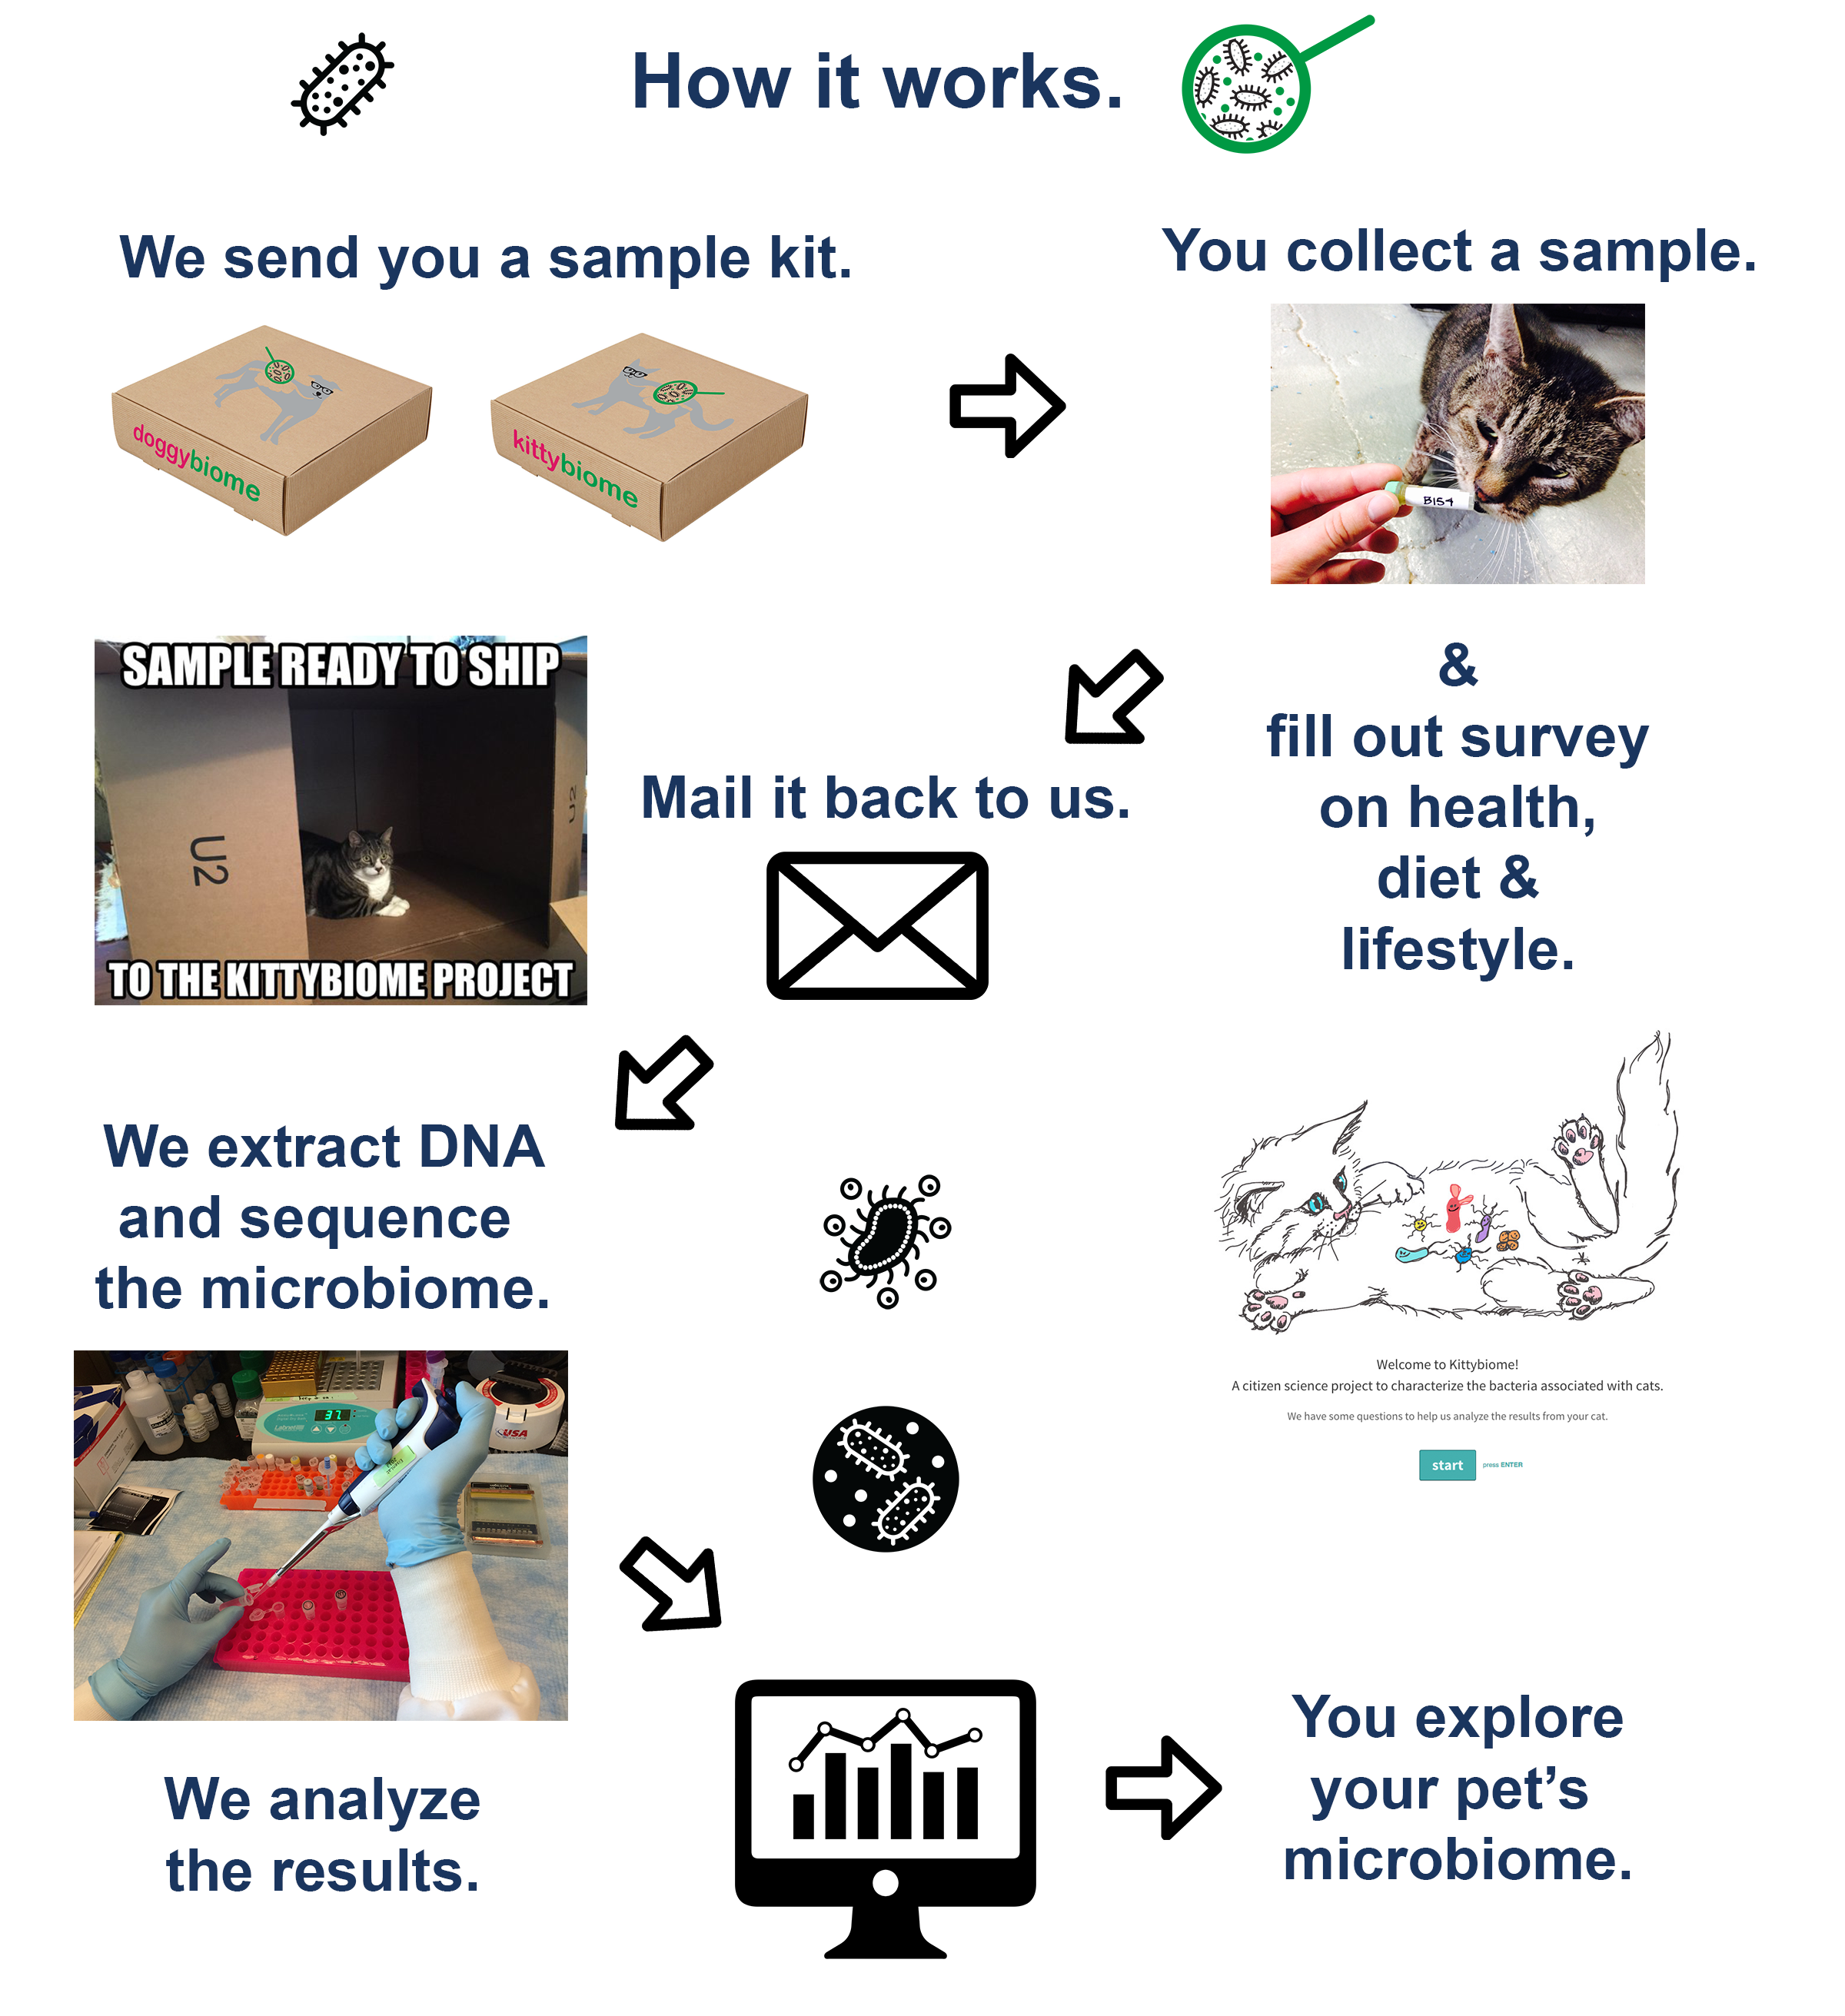 How it works.
We send you a sample kit.
You collect a sample.
doggybiome
kittybiome
B154
SAMPLE READY TO SHIP
U2
U2
TO THE KITTYBIOME PROJECT
Mail it back to us.
&
fill out survey
on health,
diet &
lifestyle.
We extract DNA
and sequence
the microbiome.
37
USA
Welcome to Kittybiome!
A citizen science project to characterize the bacteria associated with cats.
We have some questions to help us analyze the results from your cat.
start press ENTER
We analyze
the results.
You explore
your pet’s
microbiome.